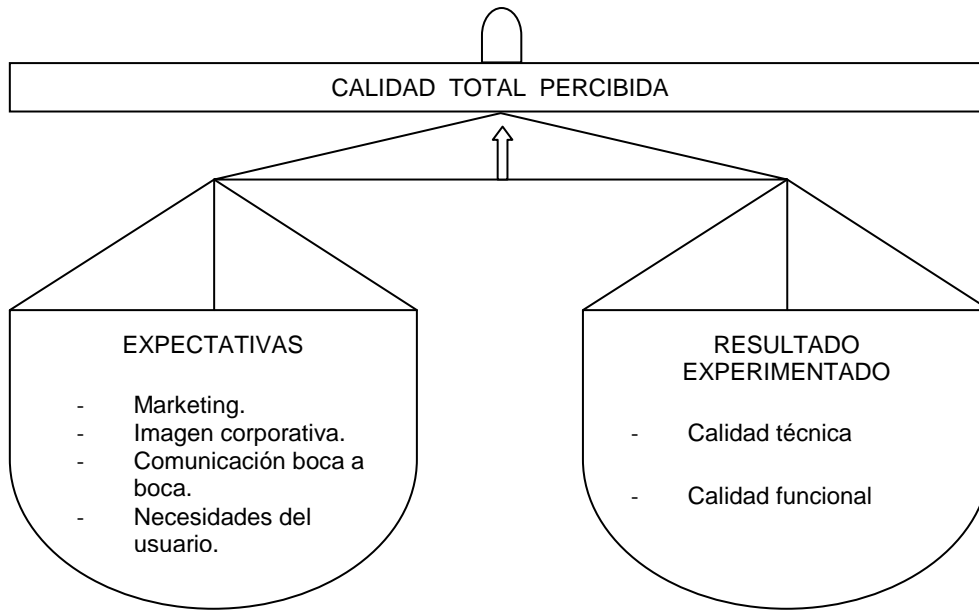 CALIDAD TOTAL PERCIBIDA
EXPECTATIVAS
- Marketing.
- Imagen corporativa.
- Comunicación boca a
boca.
- Necesidades del
usuario.
RESULTADO
EXPERIMENTADO
- Calidad técnica
- Calidad funcional